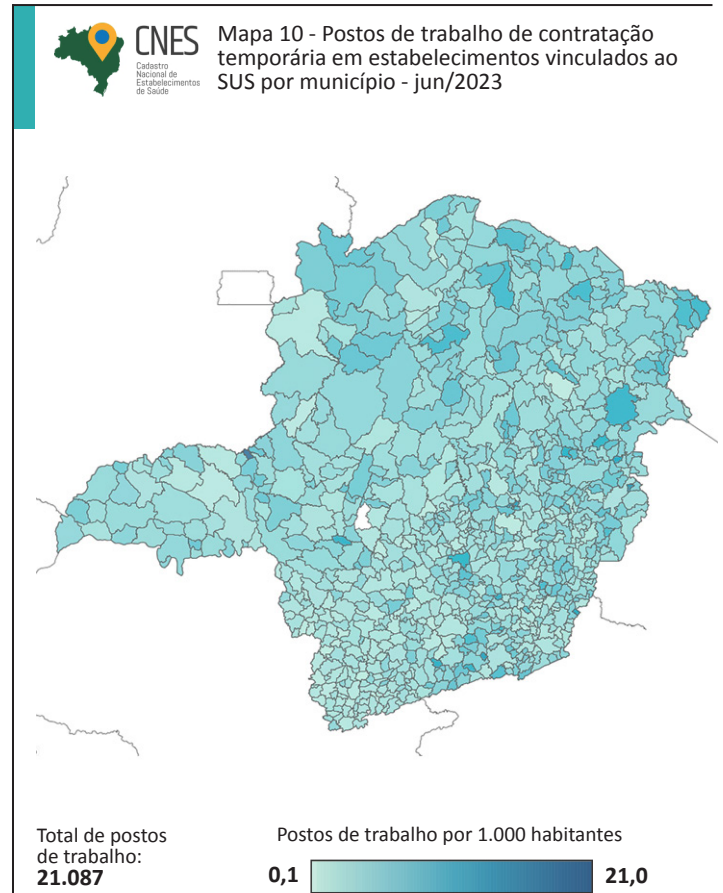 CNES
Cadastro
Nacional de
Estabelecimentos
de Saúde
Mapa 10 - Postos de trabalho de contratação
temporária em estabelecimentos vinculados ao
SUS por município - jun/2023
Total de postos
de trabalho:
21.087
Postos de trabalho por 1.000 habitantes
0,1
21,0